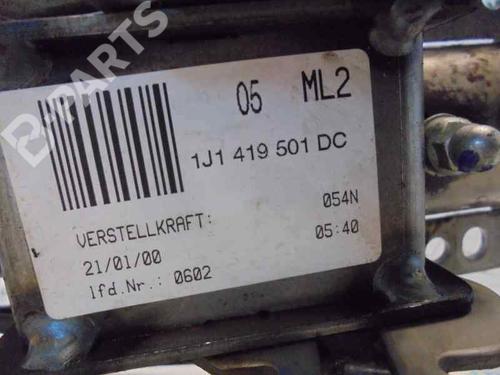 B-PARTS
05 ML2
1J1 419 501 DC
VERSTELLKRAFT: 054N
21/01/00 05:40
lfd.Nr.: 0602